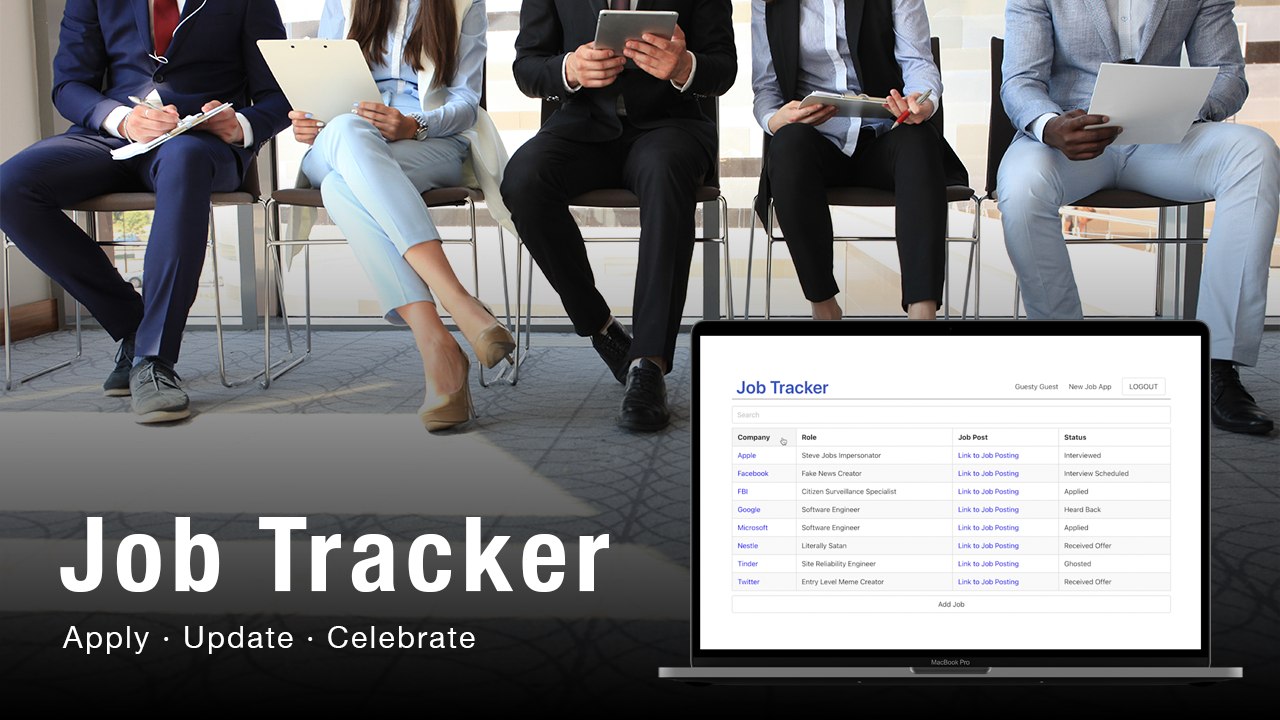 Job Tracker
Guesty Guest New Job App LOGOUT
Search
Company Role Job Post Status
Apple Steve Jobs Impersonator Link to Job Posting Interviewed
Facebook Fake News Creator Link to Job Posting Interview Scheduled
FBI Citizen Surveillance Specialist Link to Job Posting Applied
Google Software Engineer Link to Job Posting Heard Back
Microsoft Software Engineer Link to Job Posting Applied
Nestle Literally Satan Link to Job Posting Received Offer
Tinder Site Reliability Engineer Link to Job Posting Ghosted
Twitter Entry Level Meme Creator Link to Job Posting Received Offer
Add Job
MacBook Pro
Job Tracker
Apply · Update · Celebrate